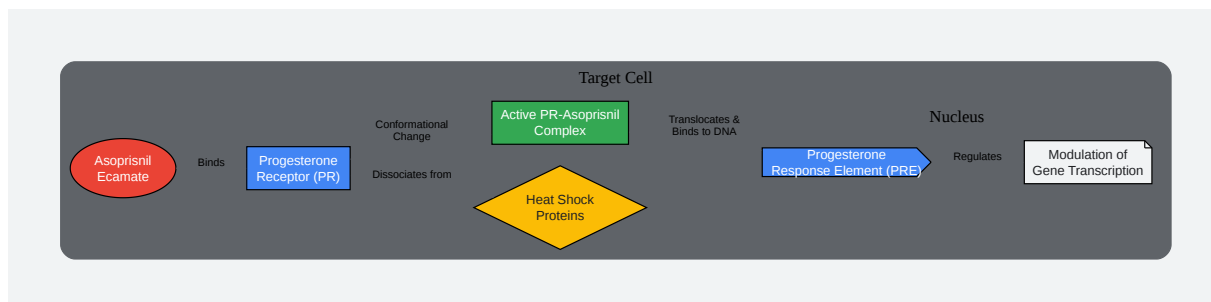 Target Cell
Asoprisnil
Ecamate
Binds
Progesterone
Receptor (PR)
Conformational
Change
Dissociates from
Active PR-Asoprisnil
Complex
Heat Shock
Proteins
Translocates &
Binds to DNA
Nucleus
Progesterone
Response Element (PRE)
Regulates
Modulation of
Gene Transcription